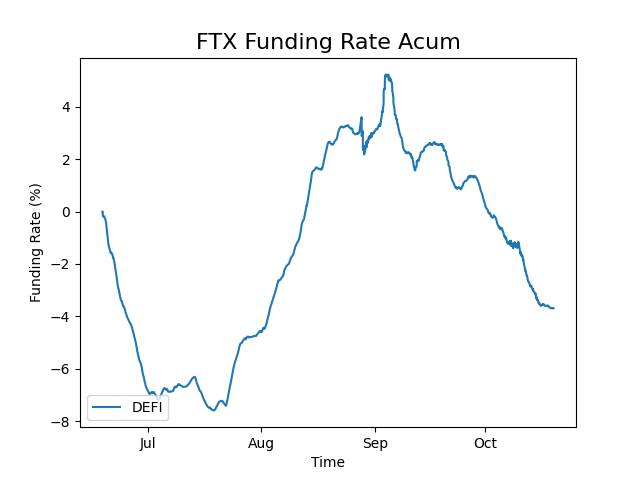 FTX Funding Rate Acum
Funding Rate (%)
4
2
0
−2
−4
−6
−8
DEFI
Jul
Aug
Sep
Oct
Time